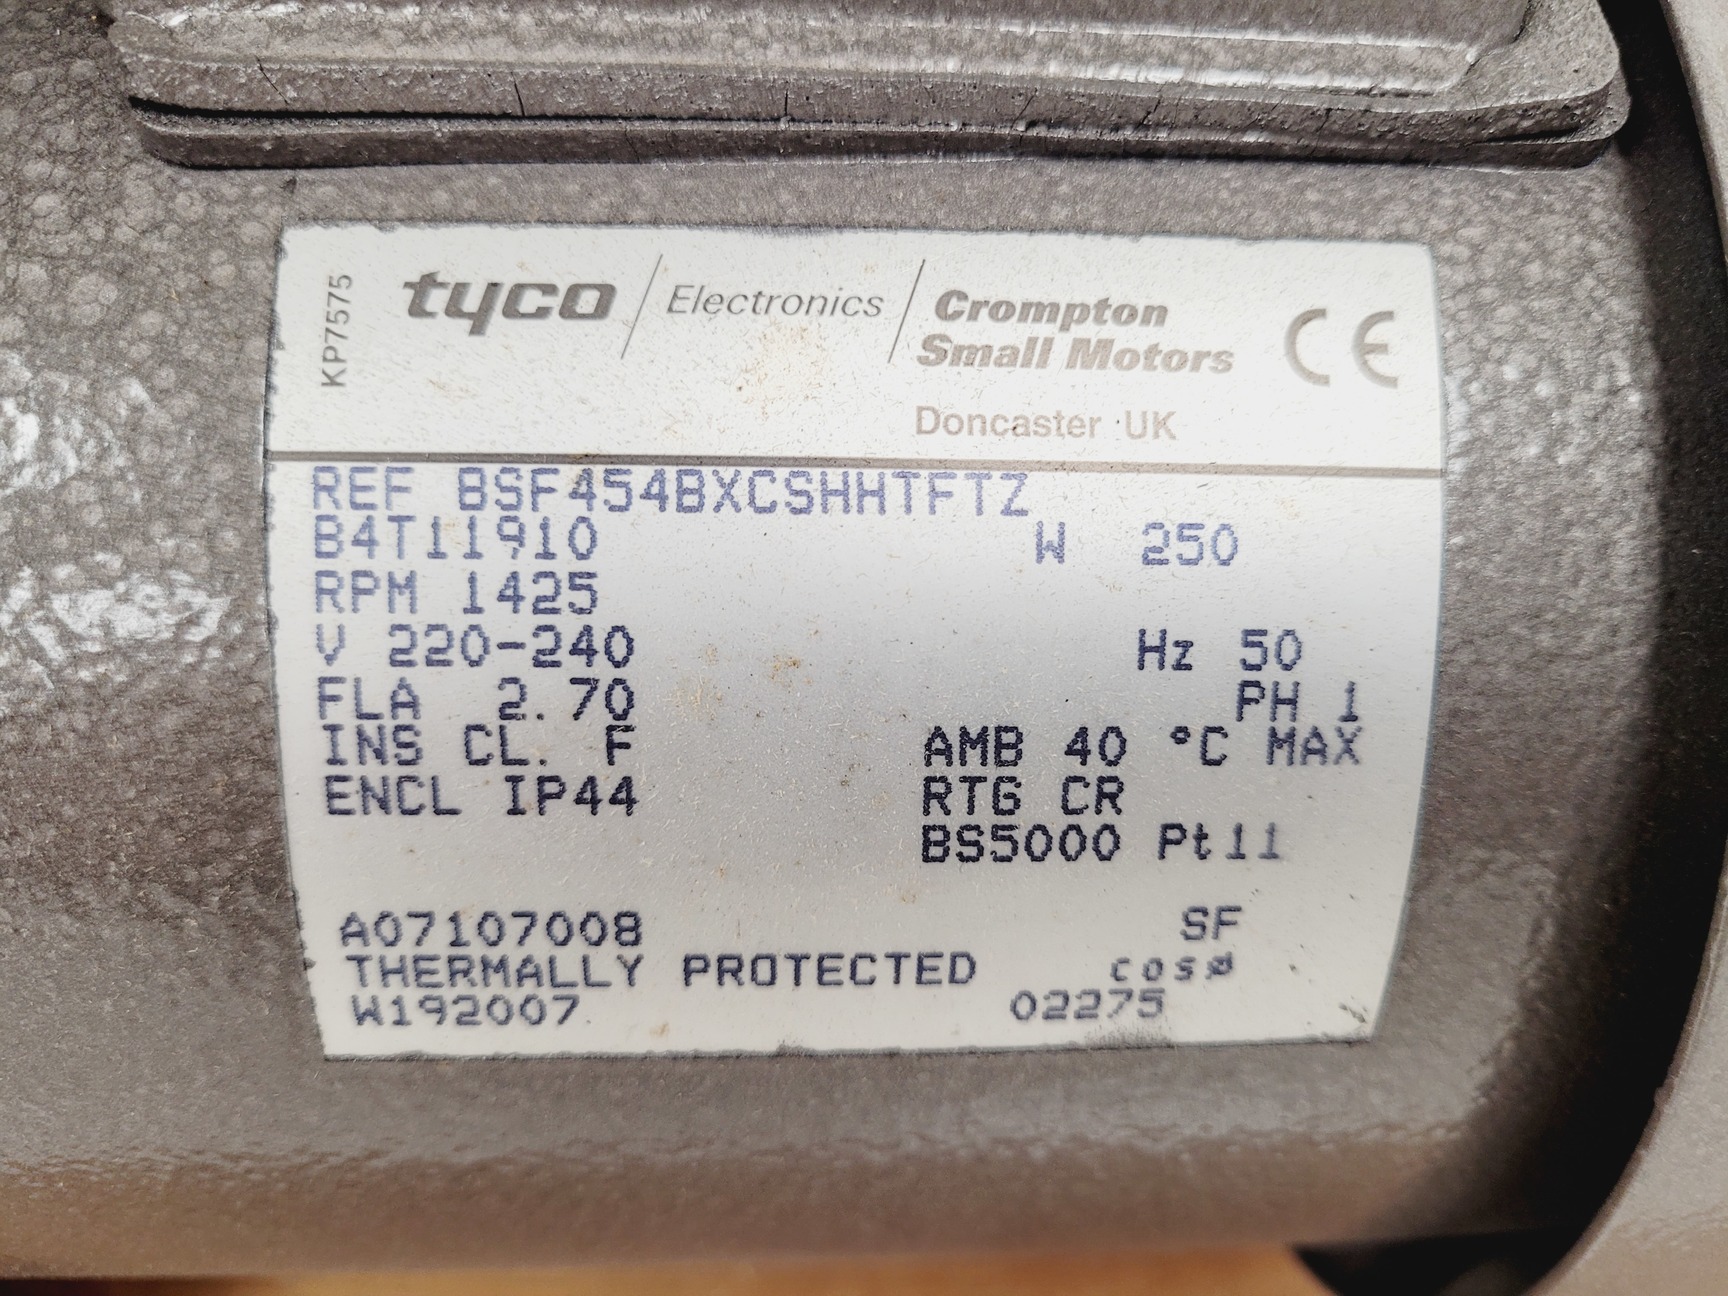 KP7575
tyco / Electronics / Crompton
Small Motors
CE
Doncaster UK
REF BSF454BXCSHHTFTZ
B4T11910 W 250
RPM 1425
V 220-240 Hz 50
FLA 2.70 PH 1
INS CL. F AMB 40 °C MAX
ENCL IP44 RTG CR
BS5000 Pt11
A07107008 SF
THERMALLY PROTECTED cosø
W192007 02275